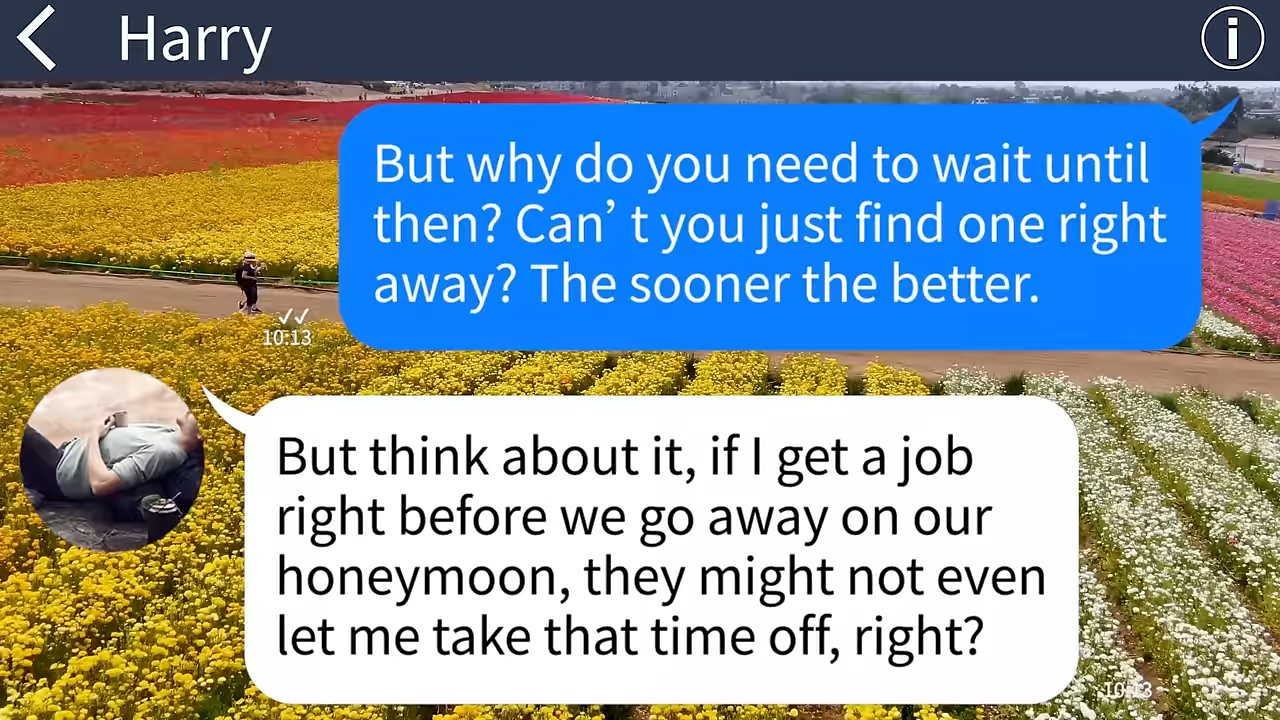 Harry
But why do you need to wait until
then? Can’ t you just find one right
away? The sooner the better.
10:13
But think about it, if I get a job
right before we go away on our
honeymoon, they might not even
let me take that time off, right?
10:13